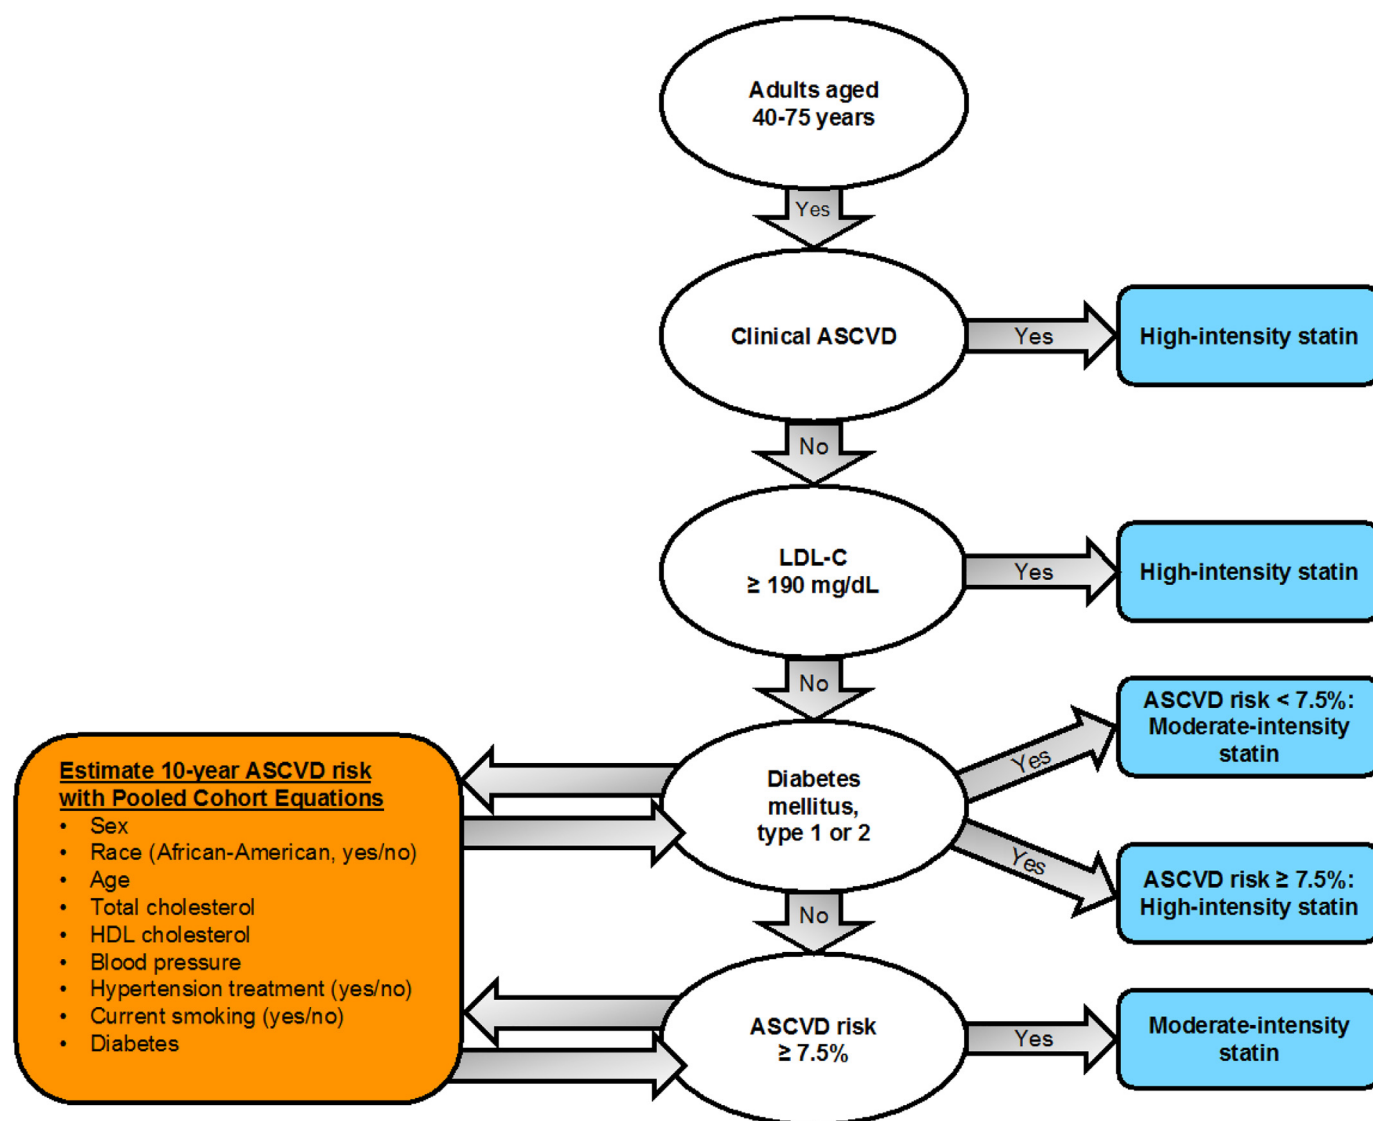 Adults aged
40-75 years
Yes
Clinical ASCVD
Yes
High-intensity statin
No
LDL-C
≥ 190 mg/dL
Yes
High-intensity statin
No
Diabetes
mellitus,
type 1 or 2
Yes
ASCVD risk < 7.5%:
Moderate-intensity
statin
Yes
ASCVD risk ≥ 7.5%:
High-intensity statin
Estimate 10-year ASCVD risk
with Pooled Cohort Equations
• Sex
• Race (African-American, yes/no)
• Age
• Total cholesterol
• HDL cholesterol
• Blood pressure
• Hypertension treatment (yes/no)
• Current smoking (yes/no)
• Diabetes
No
ASCVD risk
≥ 7.5%
Yes
Moderate-intensity
statin